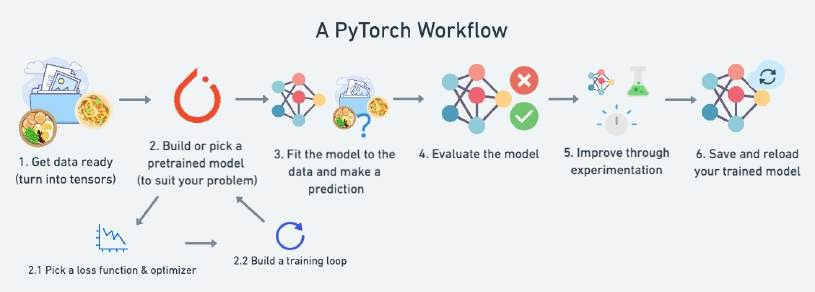 A PyTorch Workflow
1. Get data ready
(turn into tensors)
2. Build or pick a
pretrained model
(to suit your problem)
3. Fit the model to the
data and make a
prediction
4. Evaluate the model
5. Improve through
experimentation
6. Save and reload
your trained model
2.1 Pick a loss function & optimizer
2.2 Build a training loop